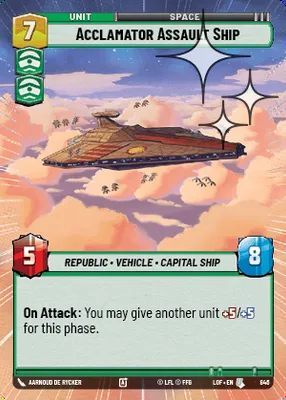 7
UNIT
SPACE
Acclamator Assault Ship
5
8
REPUBLIC • VEHICLE • CAPITAL SHIP
On Attack: You may give another unit +5/+5
for this phase.
AARNOUD DE RYCKER
© LFL © FFG
LOF • EN